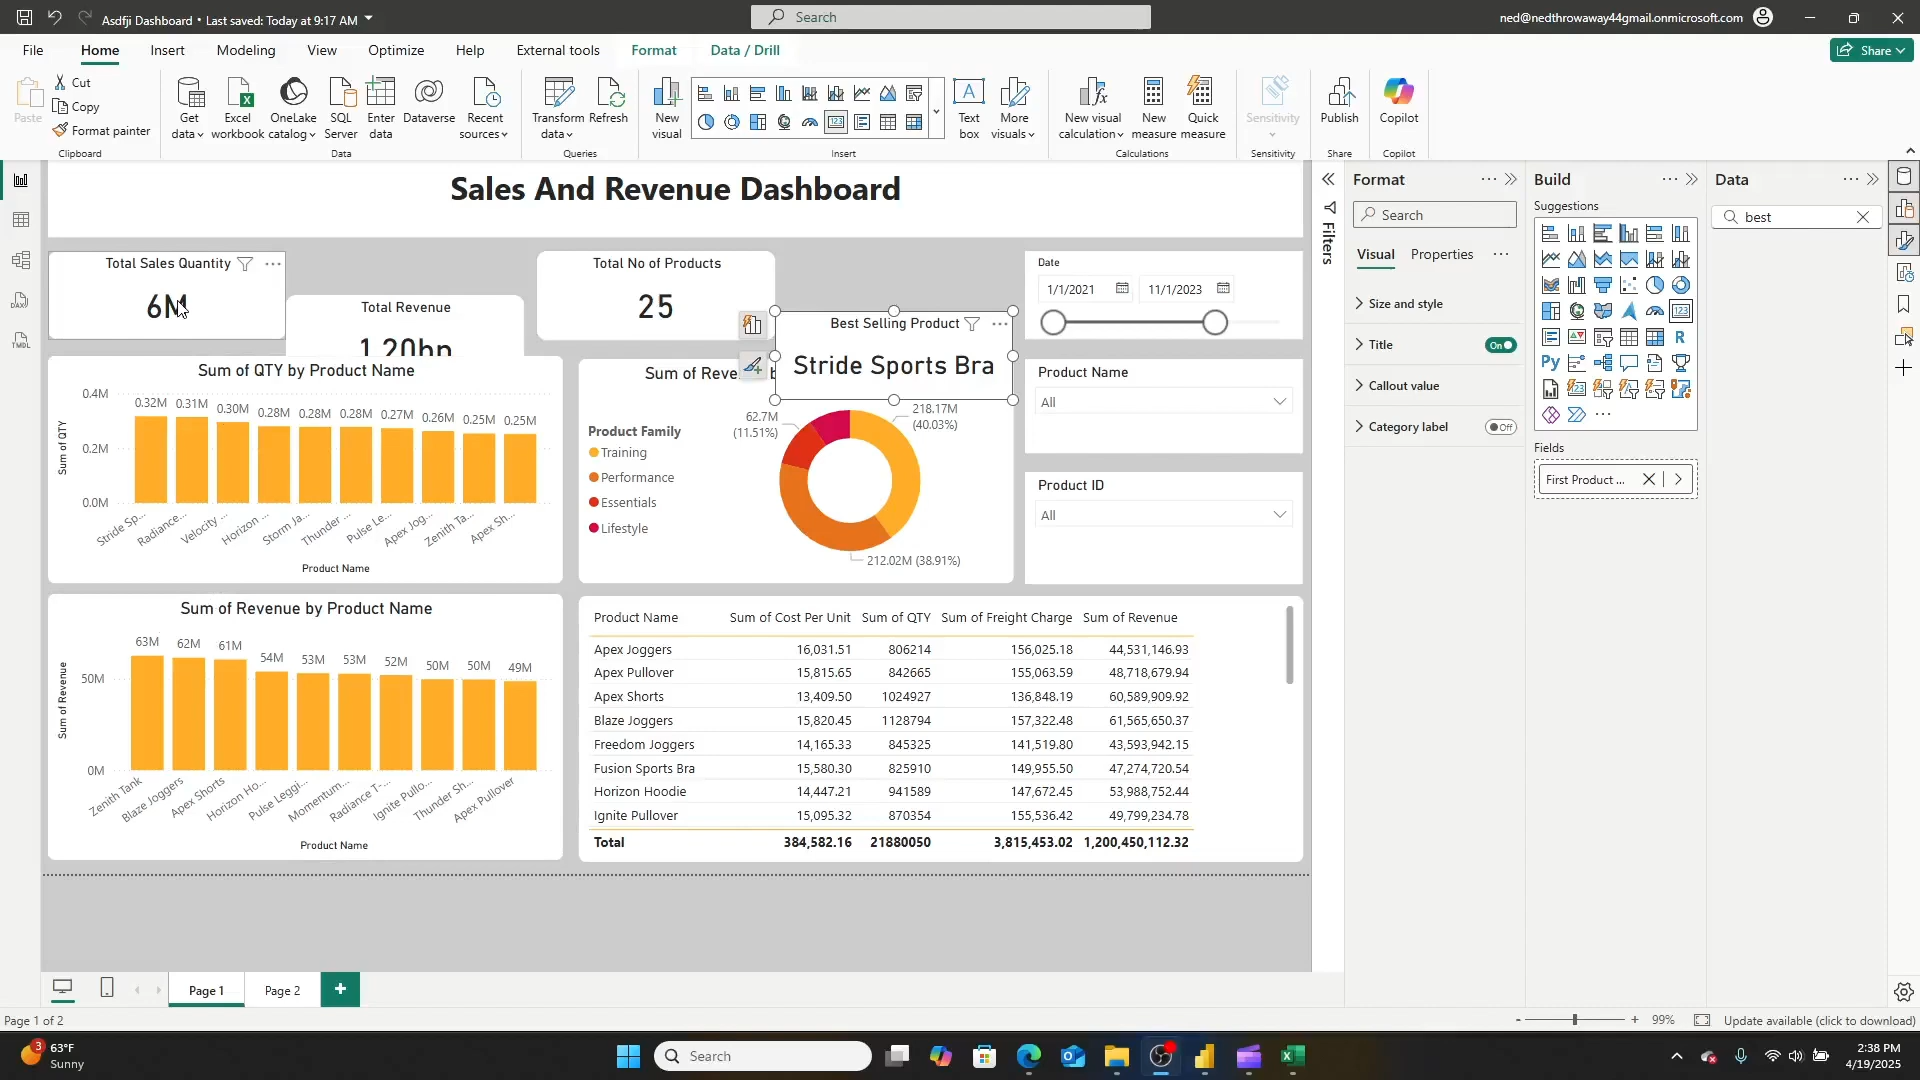 Asdfji Dashboard • Last saved: Today at 9:17 AM
Search
ned@nedthrowaway44gmail.onmicrosoft.com
File
Home
Insert
Modeling
View
Optimize
Help
External tools
Format
Data / Drill
Share
Paste
Cut
Copy
Format painter
Clipboard
Get data
Excel workbook
OneLake catalog
SQL Server
Enter data
Dataverse
Recent sources
Data
Transform data
Refresh
Queries
New visual
Text box
More visuals
Insert
New visual calculation
New measure
Quick measure
Calculations
Sensitivity
Sensitivity
Publish
Share
Copilot
Copilot
Sales And Revenue Dashboard
Total Sales Quantity
6M
Total Revenue
1.20bn
Total No of Products
25
Best Selling Product
Stride Sports Bra
Date
1/1/2021
11/1/2023
Product Name
All
Product ID
All
Sum of QTY by Product Name
0.4M
0.2M
0.0M
Sum of QTY
0.32M 0.31M 0.30M 0.28M 0.28M 0.28M 0.27M 0.26M 0.25M 0.25M
Stride Sp... Radiance... Velocity ... Horizon ... Storm Ja... Thunder ... Pulse Le... Apex Jog... Zenith Ta... Apex Sh...
Product Name
Sum of Reve... b
Product Family
Training
Performance
Essentials
Lifestyle
62.7M
(11.51%)
218.17M
(40.03%)
212.02M (38.91%)
Sum of Revenue by Product Name
50M
0M
Sum of Revenue
63M 62M 61M 54M 53M 53M 52M 50M 50M 49M
Zenith Tank Blaze Joggers Apex Shorts Horizon Ho... Pulse Leggi... Momentum... Radiance T-... Ignite Pullo... Thunder Sh... Apex Pullover
Product Name
Product Name Sum of Cost Per Unit Sum of QTY Sum of Freight Charge Sum of Revenue
Apex Joggers 16,031.51 806214 156,025.18 44,531,146.93
Apex Pullover 15,815.65 842665 155,063.59 48,718,679.94
Apex Shorts 13,409.50 1024927 136,848.19 60,589,909.92
Blaze Joggers 15,820.45 1128794 157,322.48 61,565,650.37
Freedom Joggers 14,165.33 845325 141,519.80 43,593,942.15
Fusion Sports Bra 15,580.30 825910 149,955.50 47,274,720.54
Horizon Hoodie 14,447.21 941589 147,672.45 53,988,752.44
Ignite Pullover 15,095.32 870354 155,536.42 49,799,234.78
Total 384,582.16 21880050 3,815,453.02 1,200,450,112.32
Filters
Format
Search
Visual
Properties
Size and style
Title
On
Callout value
Category label
Off
Build
Suggestions
Fields
First Product ...
Data
best
Page 1
Page 2
Page 1 of 2
99%
Update available (click to download)
3
63°F
Sunny
Search
2:38 PM
4/19/2025